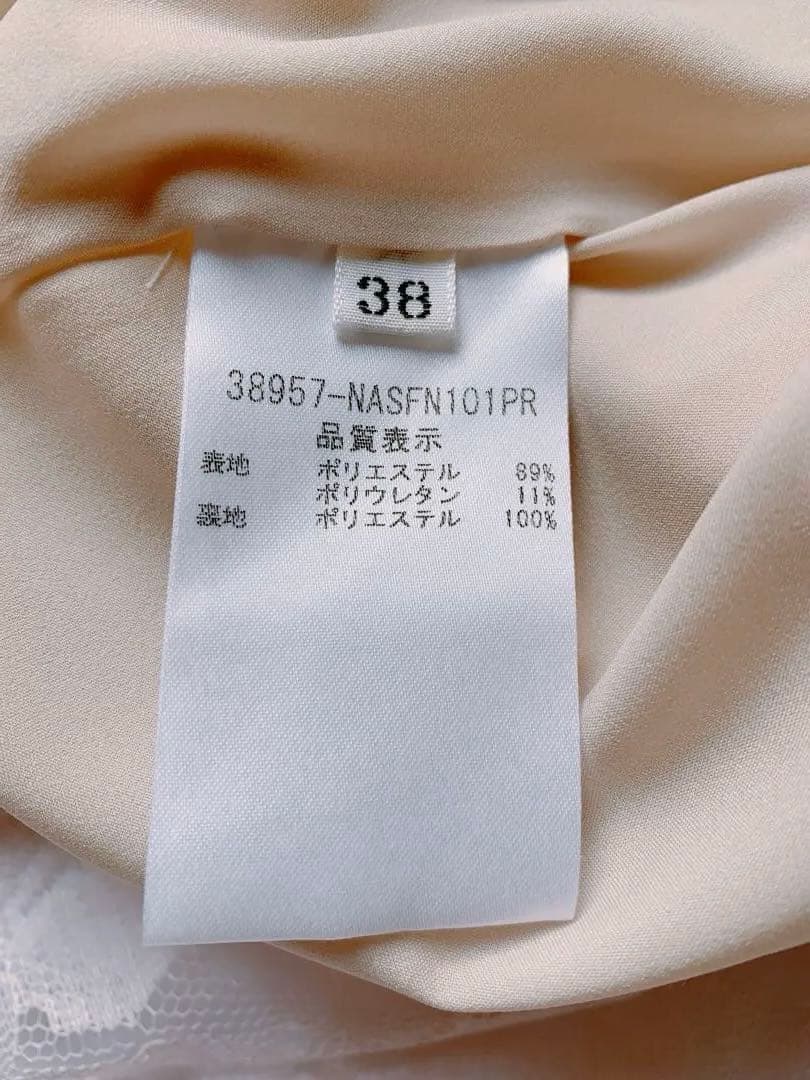 38
38957-NASFN101PR
品質表示
表地 ポリエステル 89%
ポリウレタン 11%
裏地 ポリエステル 100%